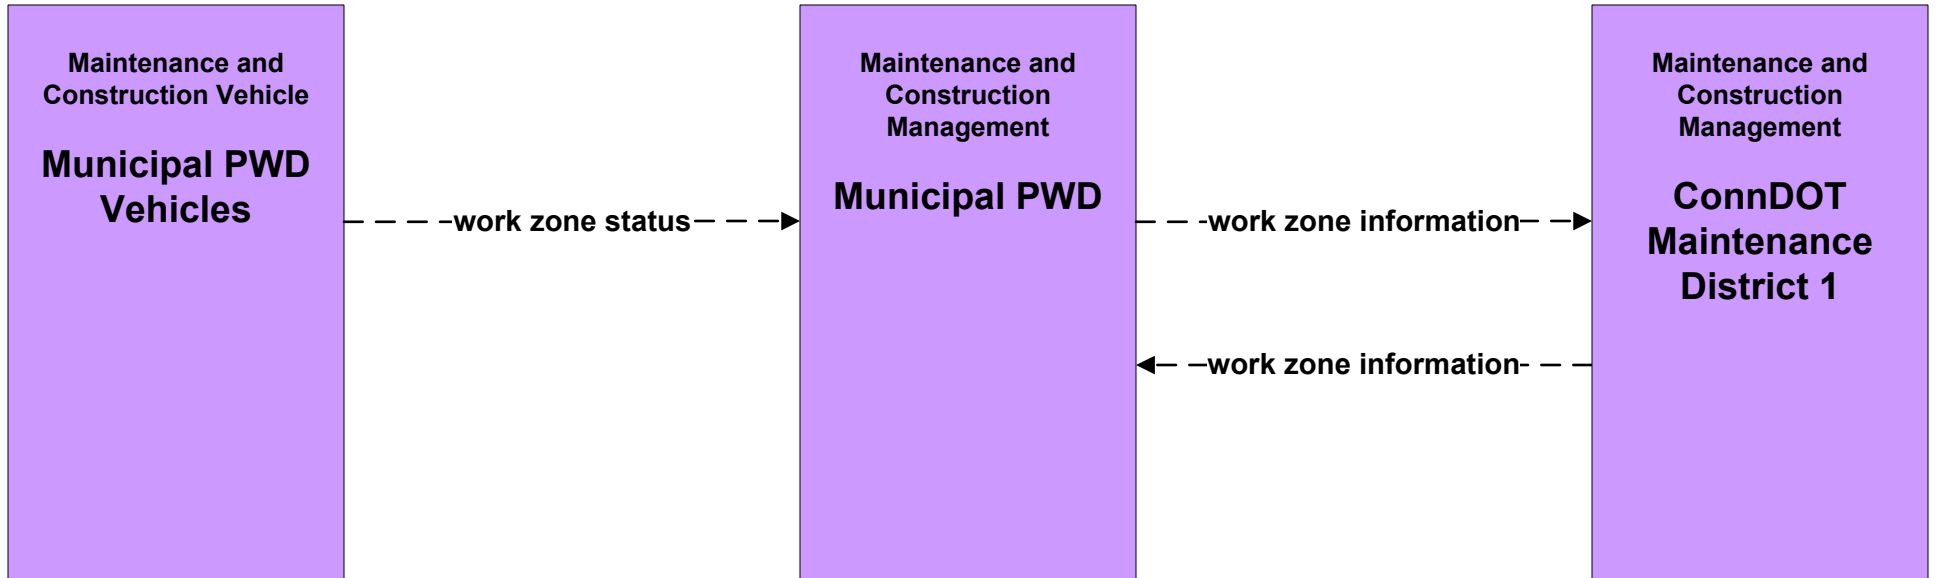 Maintenance and
Construction Vehicle
Municipal PWD
Vehicles
work zone status
Maintenance and
Construction
Management
Municipal PWD
work zone information
work zone information
Maintenance and
Construction
Management
ConnDOT
Maintenance
District 1